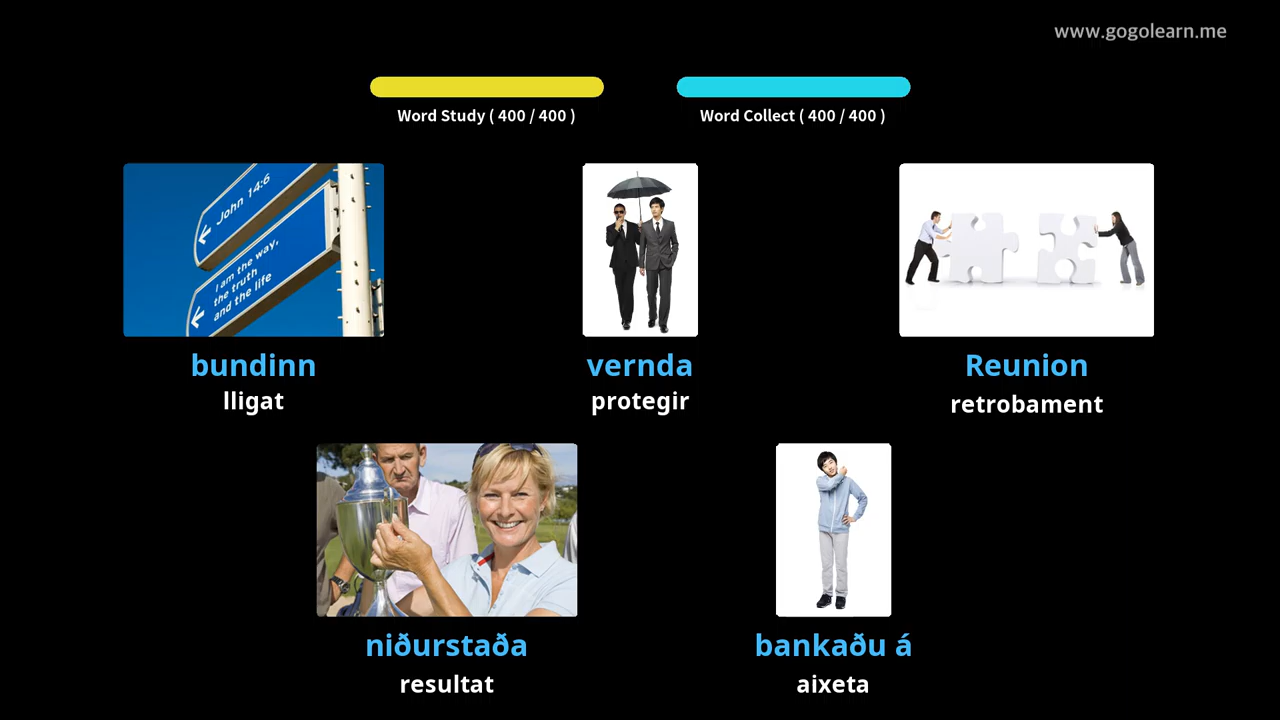 www.gogolearn.me
Word Study ( 400 / 400 )
Word Collect ( 400 / 400 )
John 14:6
I am the way,
the truth
and the life
bundinn
lligat
vernda
protegir
Reunion
retrobament
niðurstaða
resultat
bankaðu á
aixeta